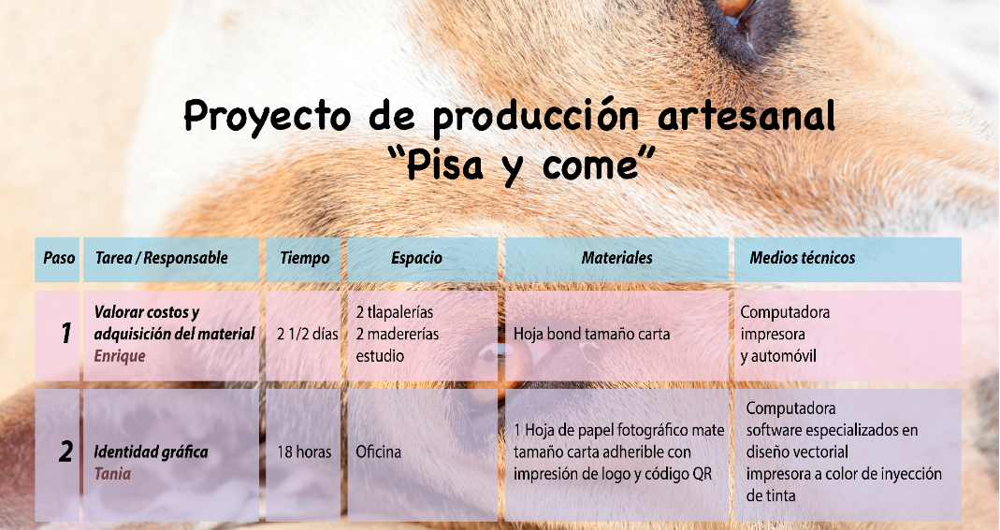 Proyecto de producción artesanal
“Pisa y come”
Paso Tarea / Responsable Tiempo Espacio Materiales Medios técnicos
1
Valorar costos y
adquisición del material
Enrique
2 1/2 días
2 tlapalerías
2 madererías
estudio
Hoja bond tamaño carta
Computadora
impresora
y automóvil
2
Identidad gráfica
Tania
18 horas
Oficina
1 Hoja de papel fotográfico mate
tamaño carta adherible con
impresión de logo y código QR
Computadora
software especializados en
diseño vectorial
impresora a color de inyección
de tinta